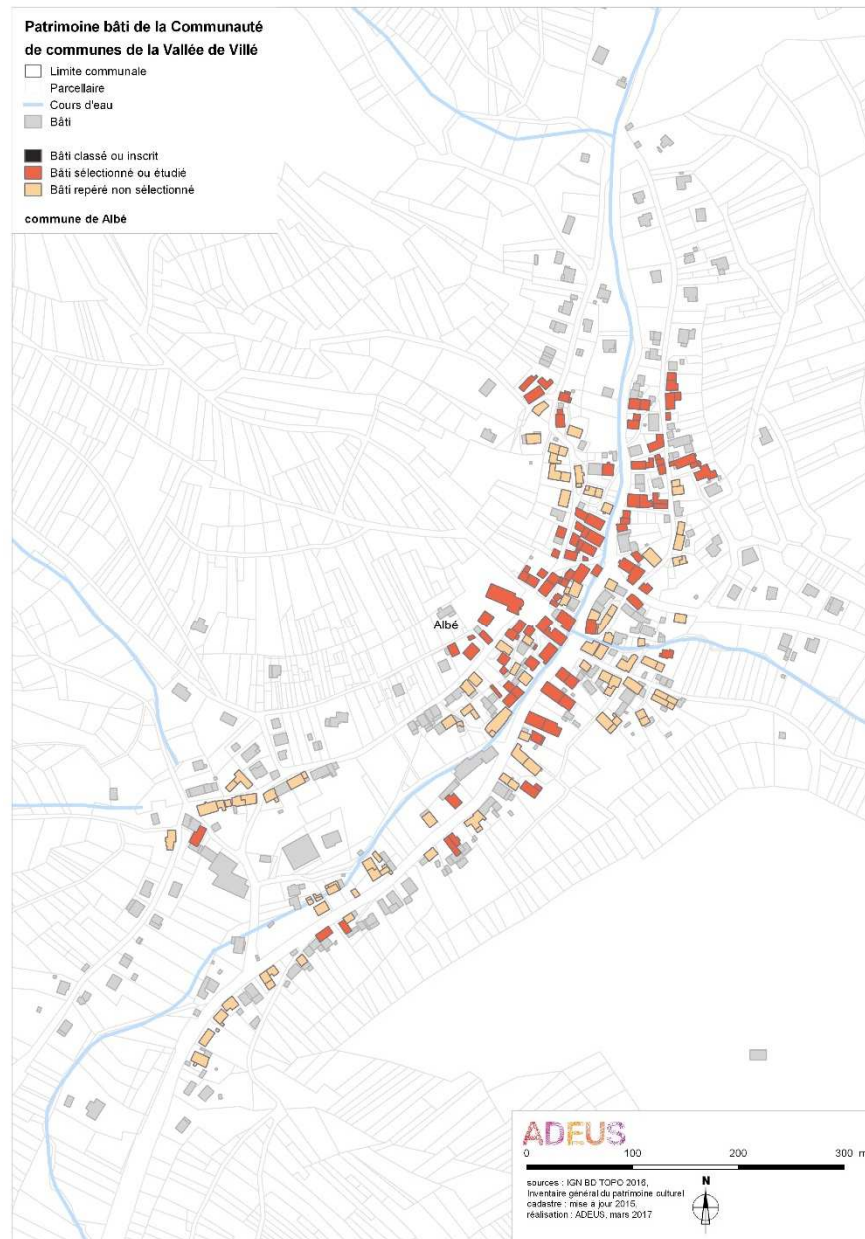 Patrimoine bâti de la Communauté
de communes de la Vallée de Villé
Limite communale
Parcellaire
Cours d'eau
Bâti
Bâti classé ou inscrit
Bâti sélectionné ou étudié
Bâti repéré non sélectionné
commune de Albé
Albé
ADEUS
0 100 200 300 m
sources : IGN BD TOPO 2016,
Inventaire général du patrimoine culturel
cadastre : mise à jour 2015,
réalisation : ADEUS, mars 2017
N